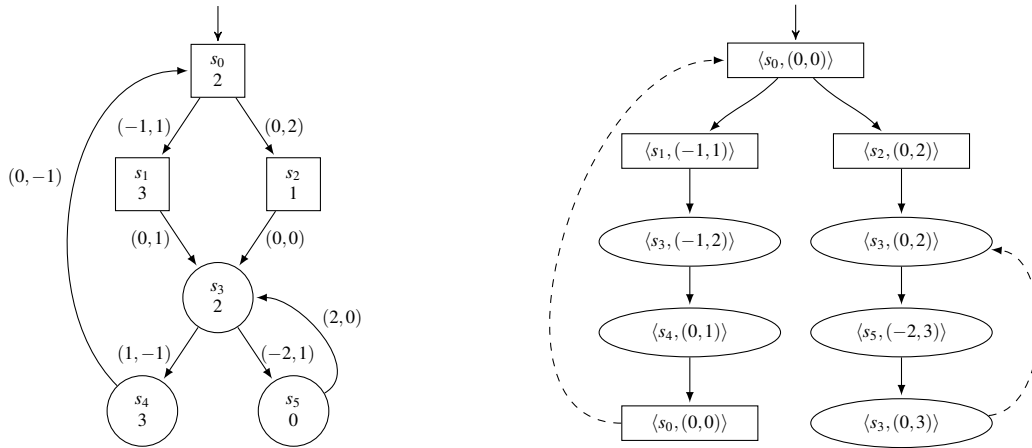 s₀
2
(−1,1)
(0,2)
(0,−1)
s₁
3
s₂
1
(0,1)
(0,0)
s₃
2
(2,0)
(1,−1)
(−2,1)
s₄
3
s₅
0
⟨s₀,(0,0)⟩
⟨s₁,(−1,1)⟩
⟨s₂,(0,2)⟩
⟨s₃,(−1,2)⟩
⟨s₃,(0,2)⟩
⟨s₄,(0,1)⟩
⟨s₅,(−2,3)⟩
⟨s₀,(0,0)⟩
⟨s₃,(0,3)⟩